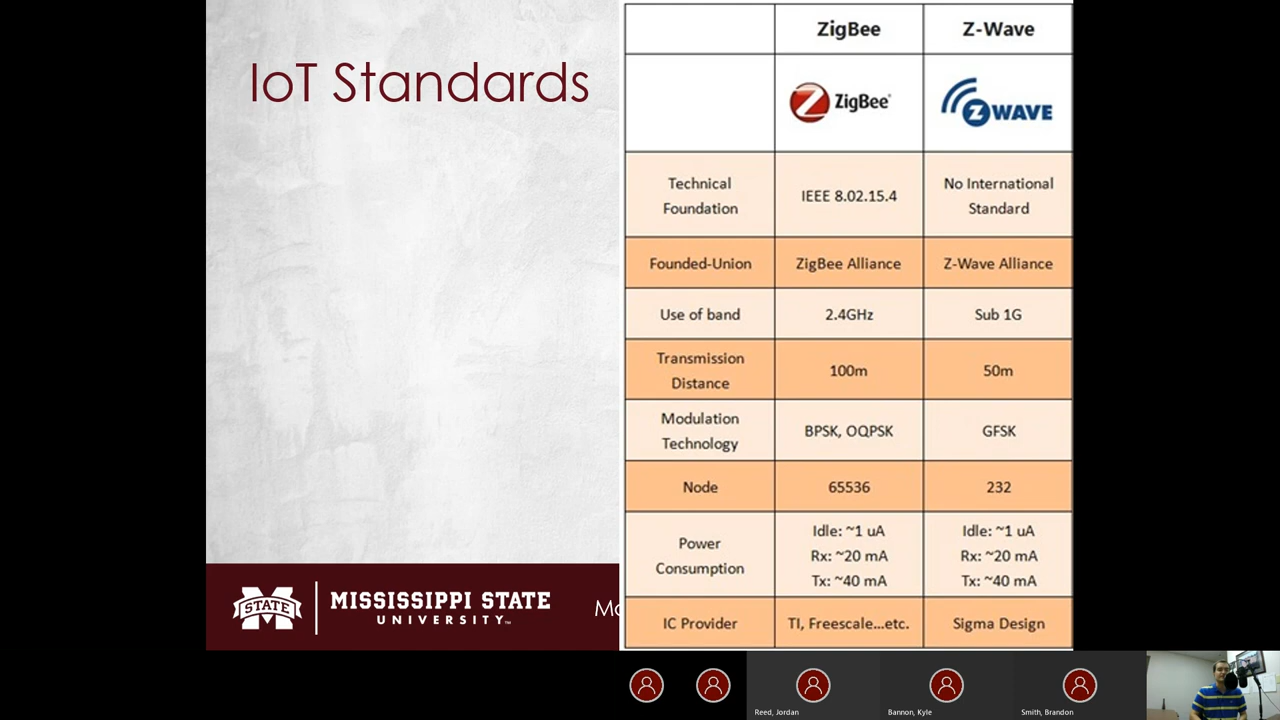 IoT Standards
ZigBee
Z-Wave
Z ZigBee®
Z WAVE
Technical
Foundation
IEEE 8.02.15.4
No International
Standard
Founded-Union
ZigBee Alliance
Z-Wave Alliance
Use of band
2.4GHz
Sub 1G
Transmission
Distance
100m
50m
Modulation
Technology
BPSK, OQPSK
GFSK
Node
65536
232
Power
Consumption
Idle: ~1 uA
Rx: ~20 mA
Tx: ~40 mA
Idle: ~1 uA
Rx: ~20 mA
Tx: ~40 mA
IC Provider
TI, Freescale...etc.
Sigma Design
STATE
MISSISSIPPI STATE
UNIVERSITY™
Reed, Jordan
Bannon, Kyle
Smith, Brandon